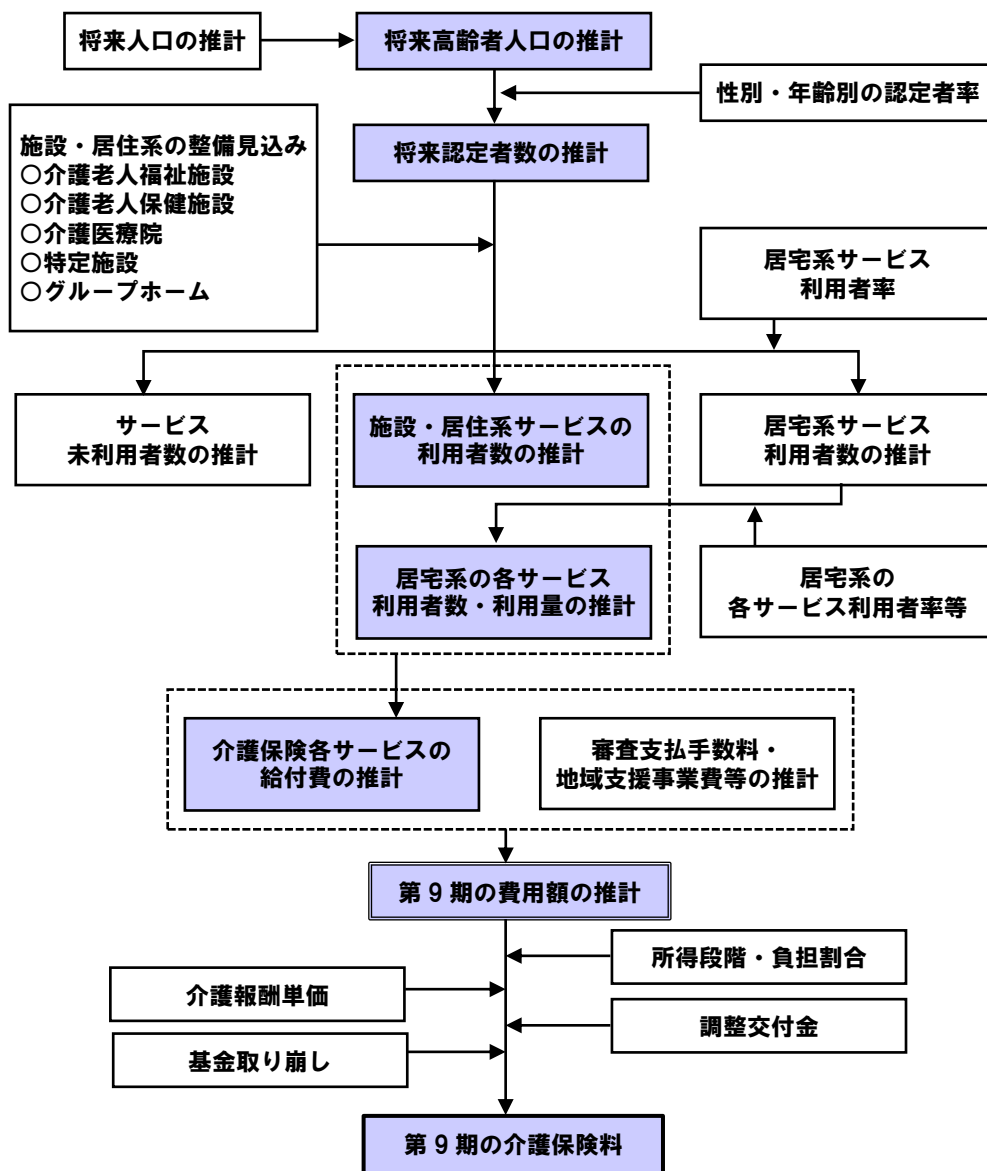 将来人口の推計
将来高齢者人口の推計
性別・年齢別の認定者率
施設・居住系の整備見込み
○介護老人福祉施設
○介護老人保健施設
○介護医療院
○特定施設
○グループホーム
将来認定者数の推計
居宅系サービス
利用者率
サービス
未利用者数の推計
施設・居住系サービスの
利用者数の推計
居宅系サービス
利用者数の推計
居宅系の各サービス
利用者数・利用量の推計
居宅系の
各サービス利用者率等
介護保険各サービスの
給付費の推計
審査支払手数料・
地域支援事業費等の推計
第9期の費用額の推計
所得段階・負担割合
介護報酬単価
調整交付金
基金取り崩し
第9期の介護保険料